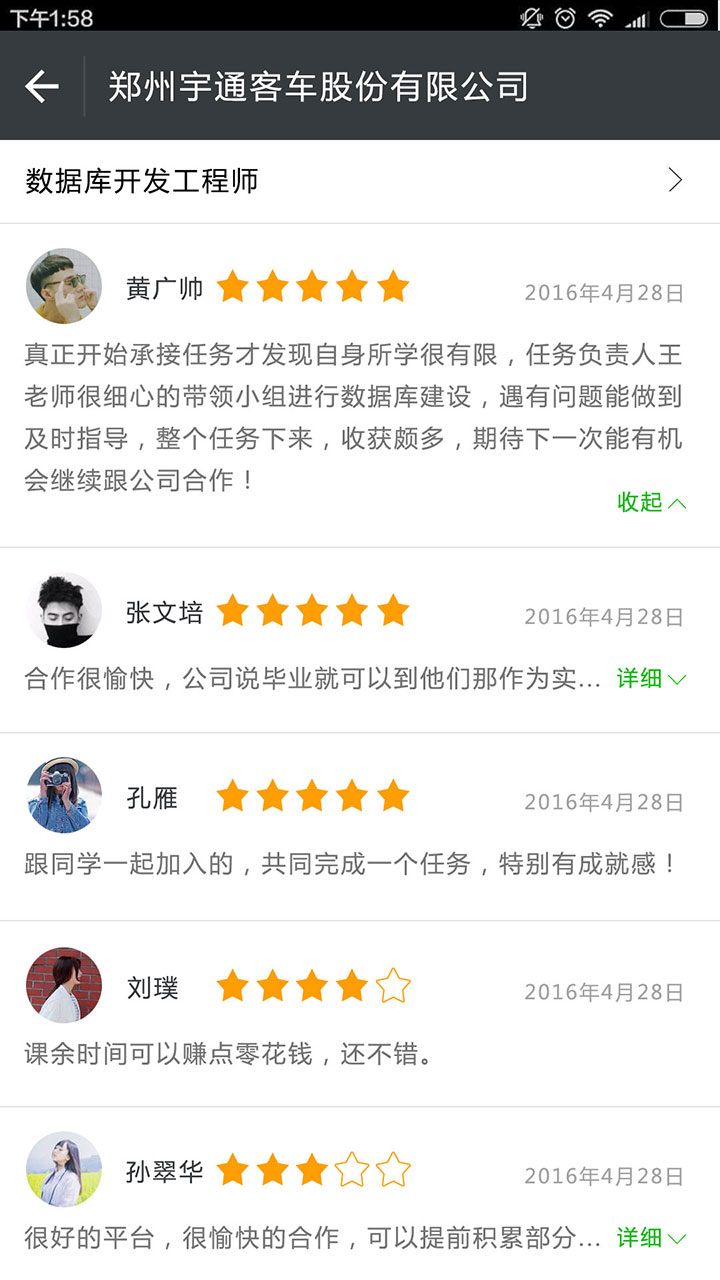 下午1:58
郑州宇通客车股份有限公司
数据库开发工程师
黄广帅
2016年4月28日
真正开始承接任务才发现自身所学很有限，任务负责人王
老师很细心的带领小组进行数据库建设，遇有问题能做到
及时指导，整个任务下来，收获颇多，期待下一次能有机
会继续跟公司合作！
收起
张文培
2016年4月28日
合作很愉快，公司说毕业就可以到他们那作为实... 详细
孔雁
2016年4月28日
跟同学一起加入的，共同完成一个任务，特别有成就感！
刘璞
2016年4月28日
课余时间可以赚点零花钱，还不错。
孙翠华
2016年4月28日
很好的平台，很愉快的合作，可以提前积累部分... 详细